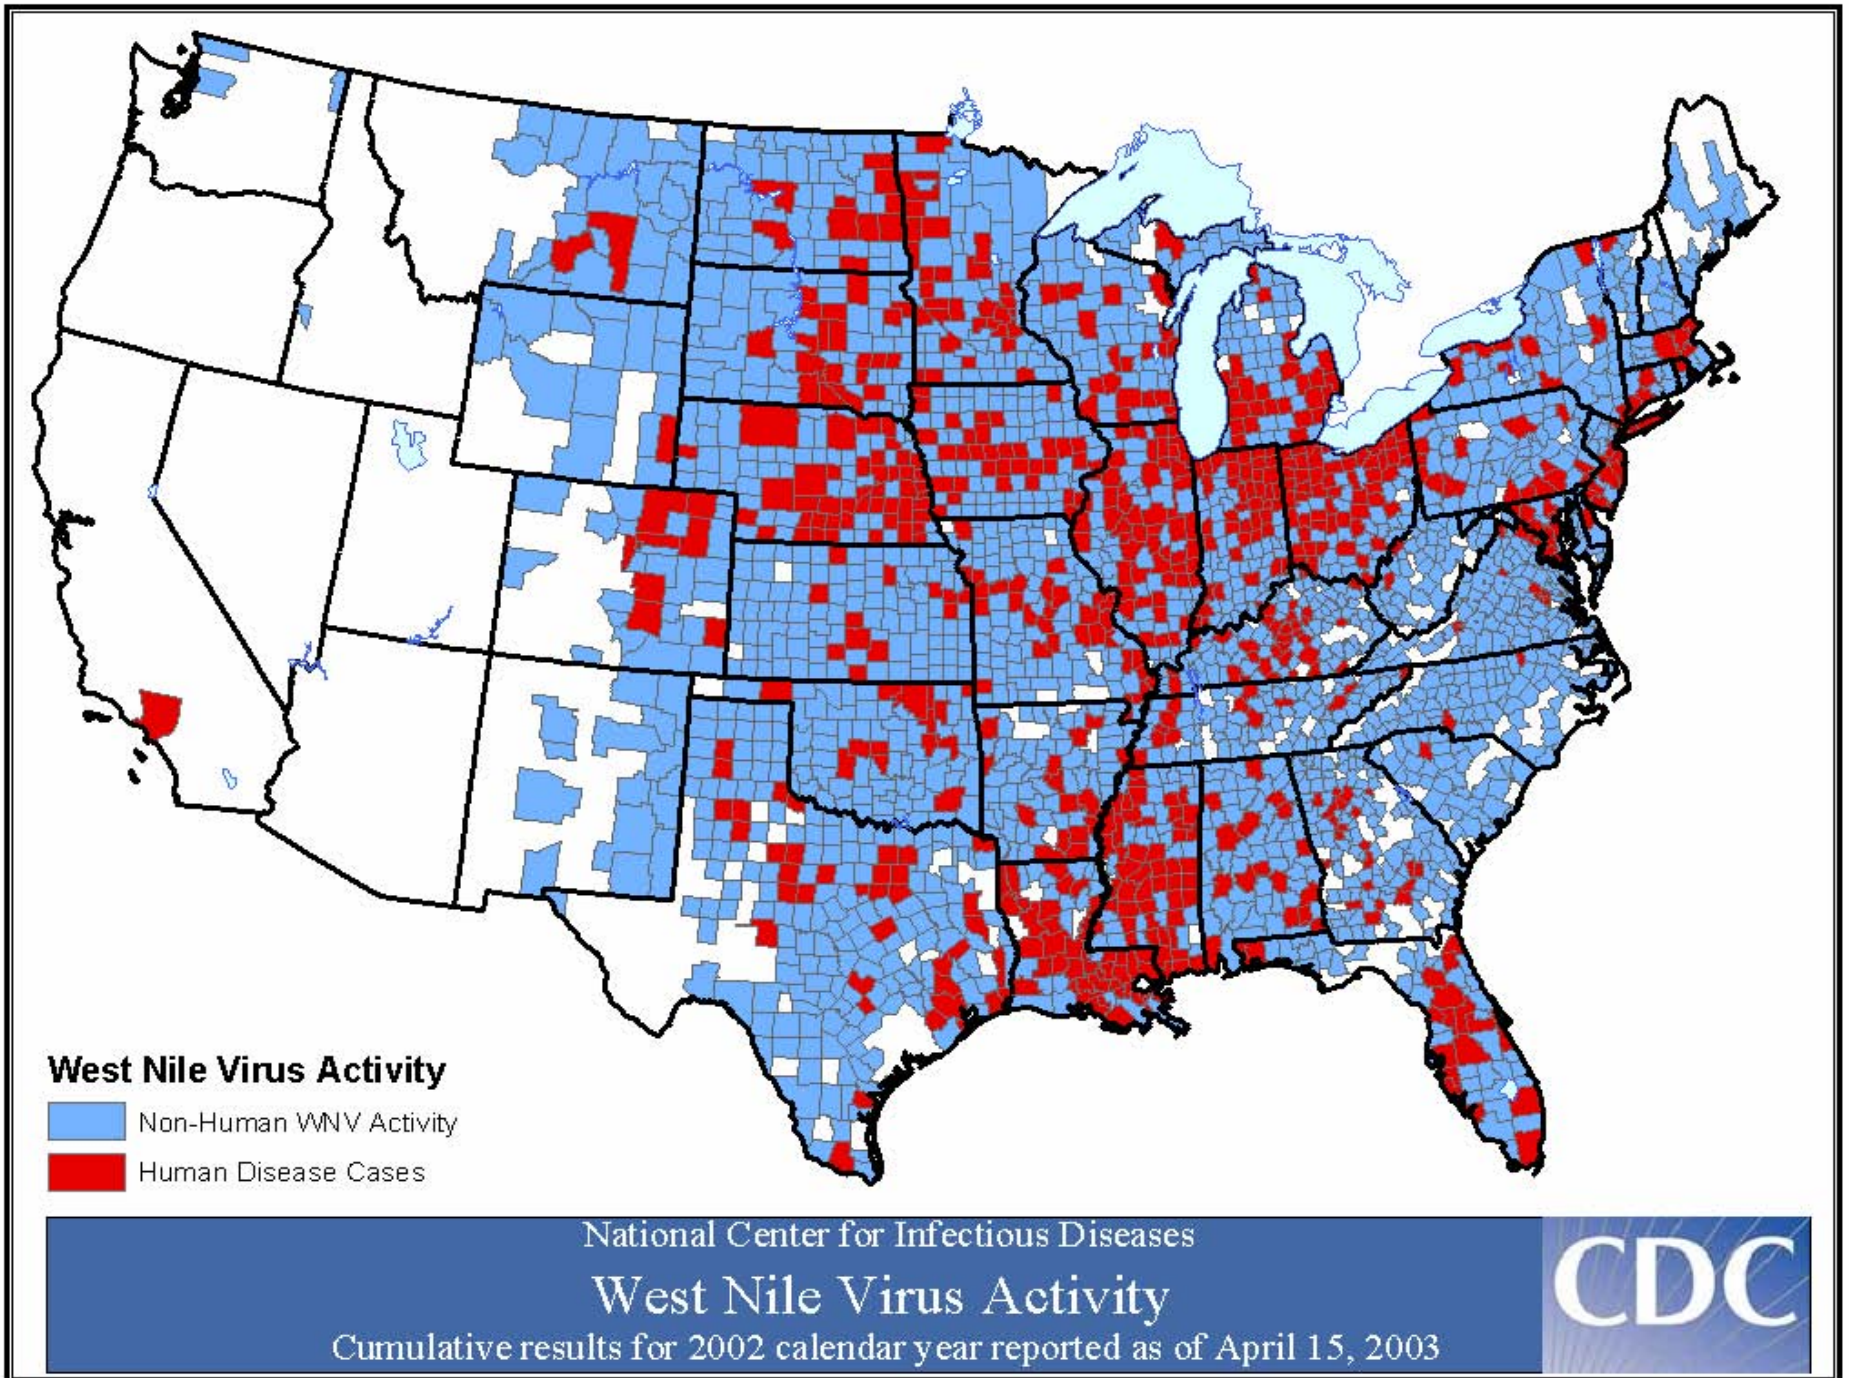 West Nile Virus Activity
Non-Human WNV Activity
Human Disease Cases
National Center for Infectious Diseases
West Nile Virus Activity
Cumulative results for 2002 calendar year reported as of April 15, 2003
CDC